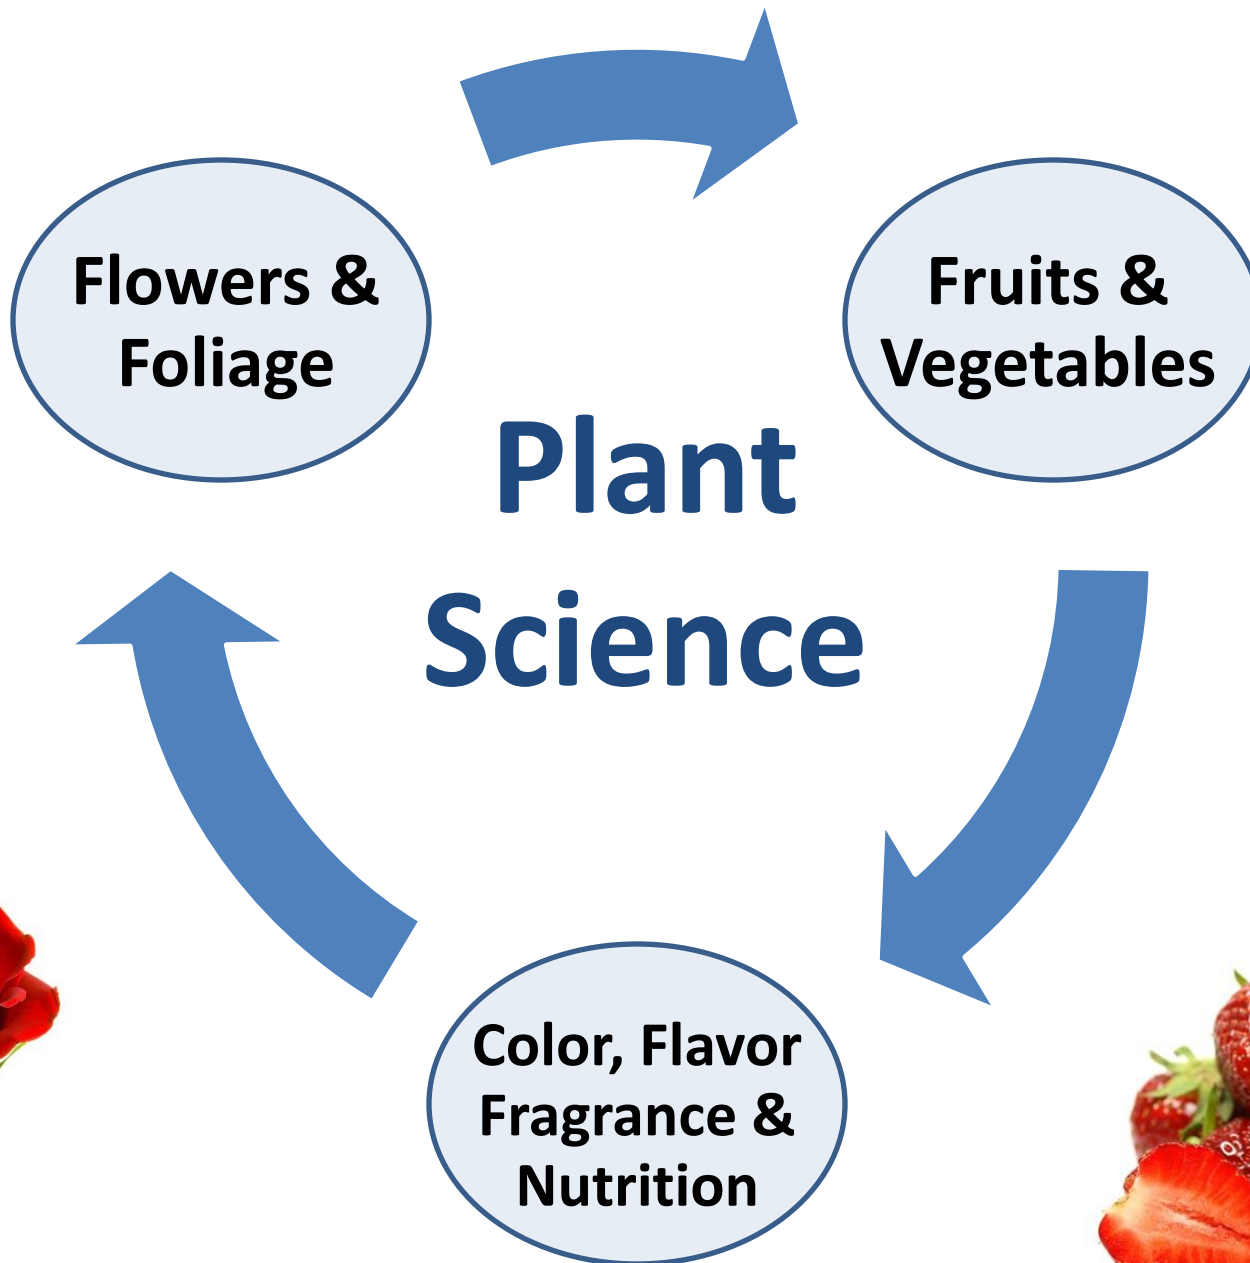 Flowers &
Foliage
Fruits &
Vegetables
Plant
Science
Color, Flavor
Fragrance &
Nutrition